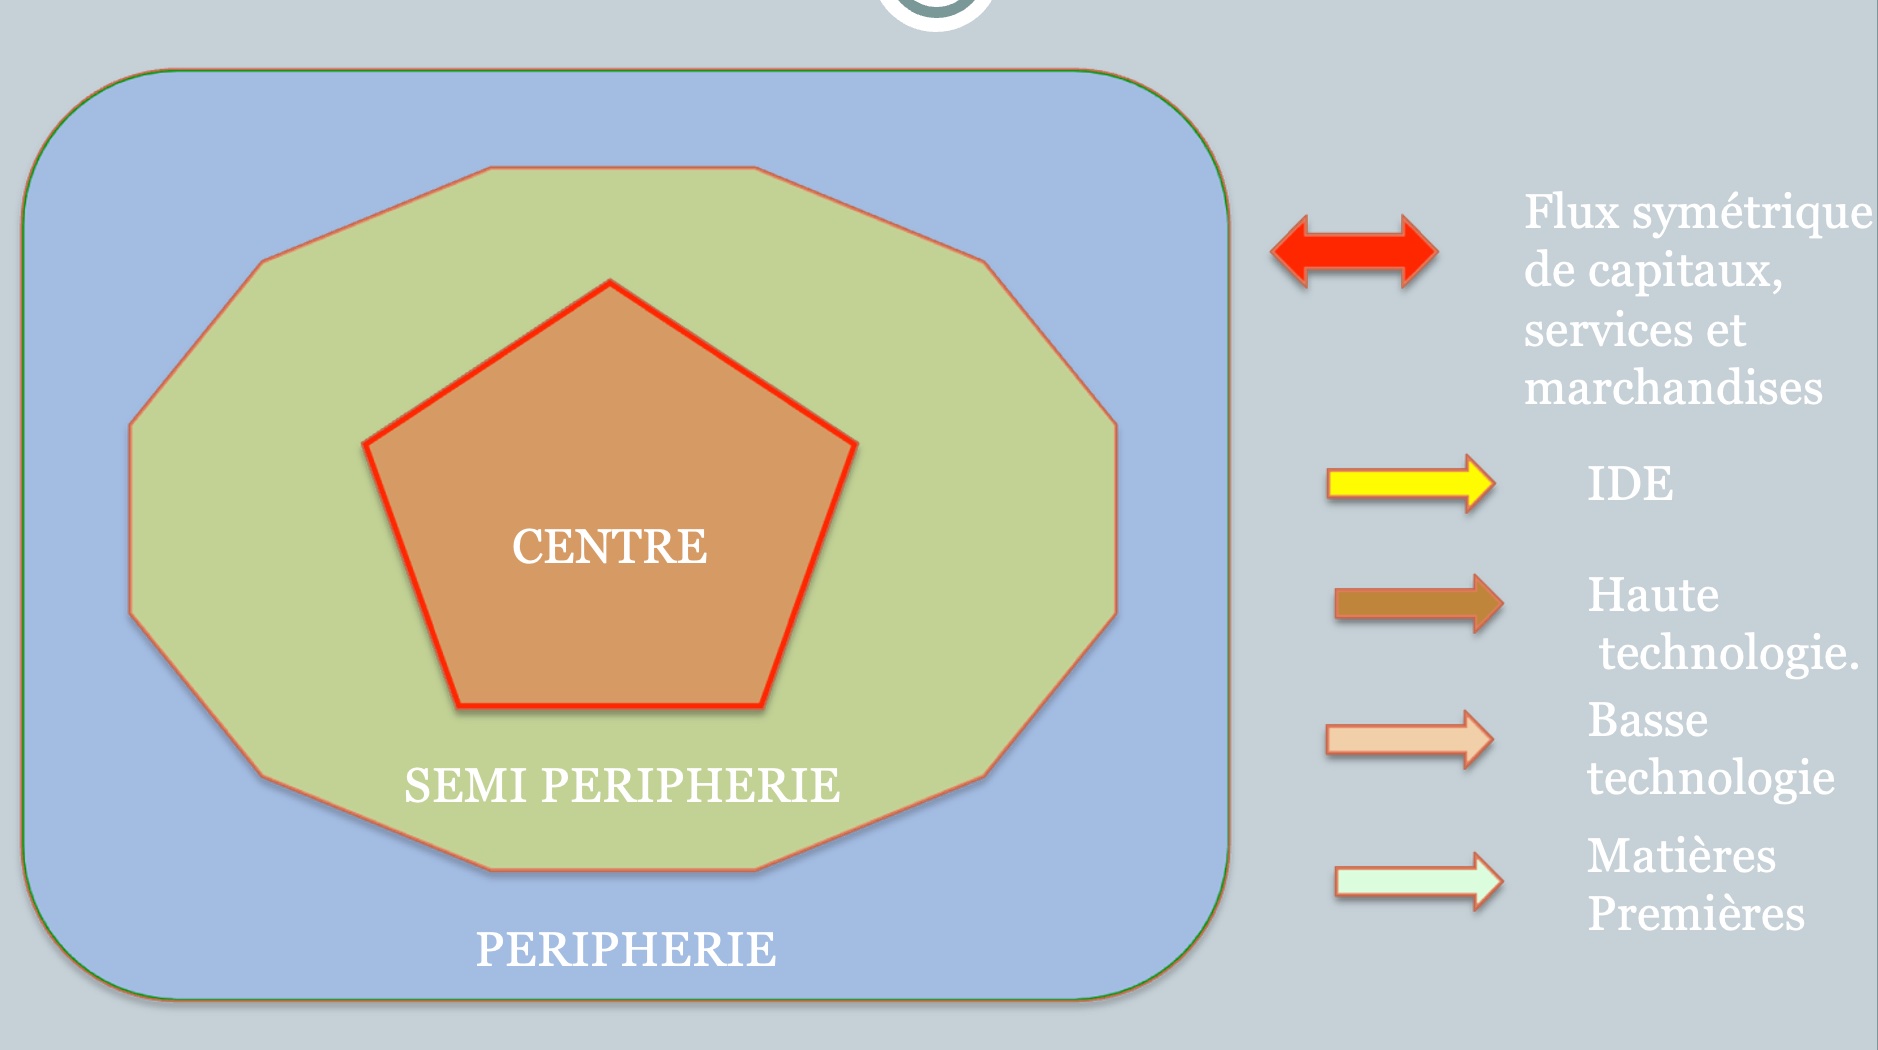 CENTRE
SEMI PERIPHERIE
PERIPHERIE
Flux symétrique
de capitaux,
services et
marchandises
IDE
Haute
technologie.
Basse
technologie
Matières
Premières